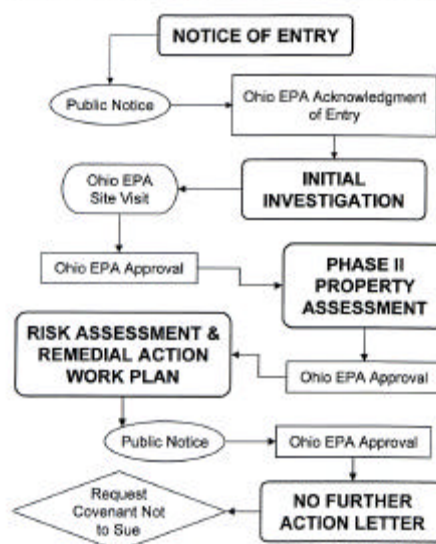 NOTICE OF ENTRY
Public Notice
Ohio EPA Acknowledgment
of Entry
Ohio EPA
Site Visit
INITIAL
INVESTIGATION
Ohio EPA Approval
PHASE II
PROPERTY
ASSESSMENT
RISK ASSESSMENT &
REMEDIAL ACTION
WORK PLAN
Ohio EPA Approval
Public Notice
Ohio EPA Approval
Request
Covenant Not
to Sue
NO FURTHER
ACTION LETTER